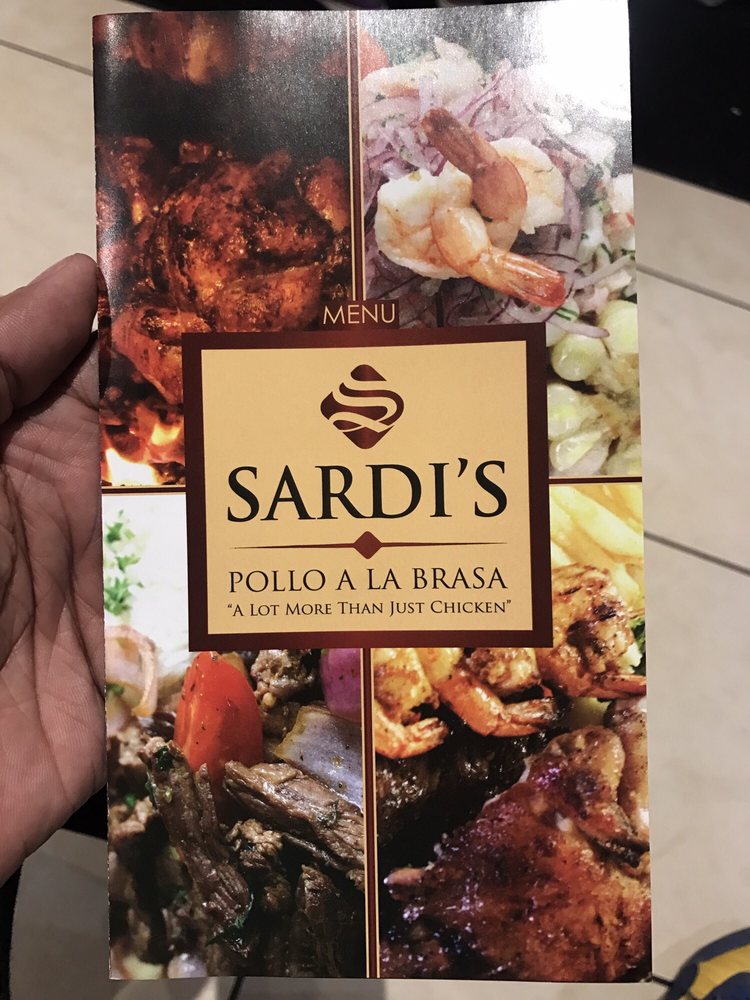 MENU
SARDI'S
POLLO A LA BRASA
"A LOT MORE THAN JUST CHICKEN"